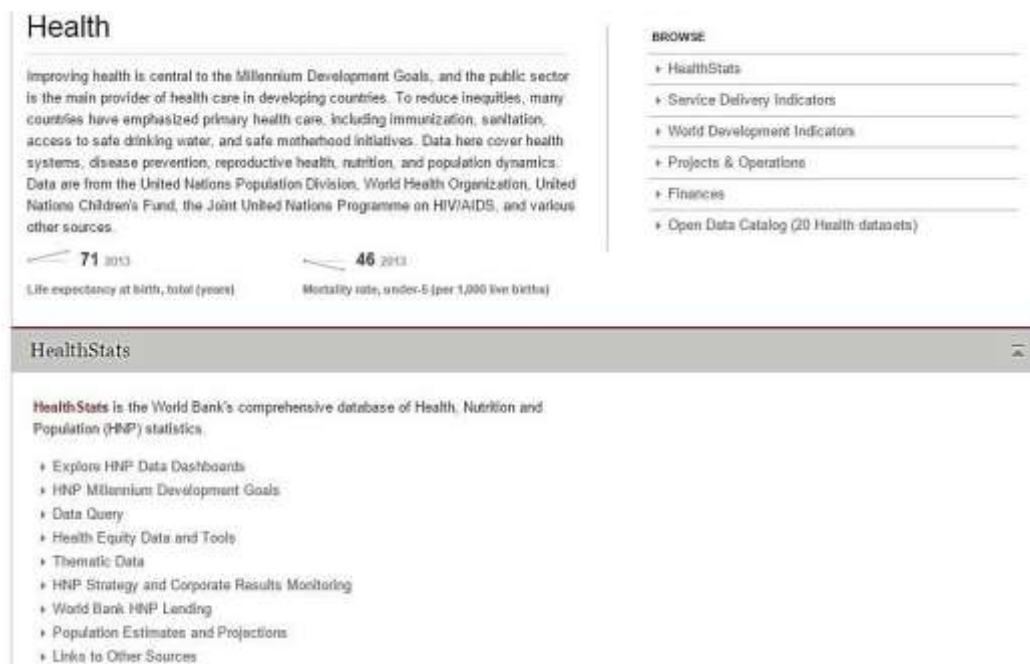 Health
Improving health is central to the Millennium Development Goals, and the public sector
is the main provider of health care in developing countries. To reduce inequities, many
countries have emphasized primary health care, including immunization, sanitation,
access to safe drinking water, and safe motherhood initiatives. Data here cover health
systems, disease prevention, reproductive health, nutrition, and population dynamics.
Data are from the United Nations Population Division, World Health Organization, United
Nations Children's Fund, the Joint United Nations Programme on HIV/AIDS, and various
other sources.
71 2013
Life expectancy at birth, total (years)
46 2013
Mortality rate, under-5 (per 1,000 live births)
BROWSE
HealthStats
Service Delivery Indicators
World Development Indicators
Projects & Operations
Finances
Open Data Catalog (20 Health datasets)
HealthStats
HealthStats is the World Bank's comprehensive database of Health, Nutrition and
Population (HNP) statistics.
Explore HNP Data Dashboards
HNP Millennium Development Goals
Data Query
Health Equity Data and Tools
Thematic Data
HNP Strategy and Corporate Results Monitoring
World Bank HNP Lending
Population Estimates and Projections
Links to Other Sources